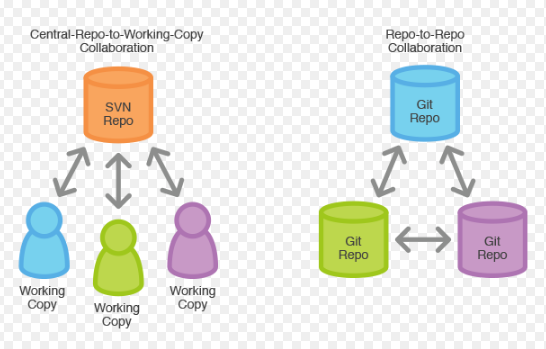 Central-Repo-to-Working-Copy
Collaboration
SVN
Repo
Working
Copy
Working
Copy
Working
Copy
Repo-to-Repo
Collaboration
Git
Repo
Git
Repo
Git
Repo